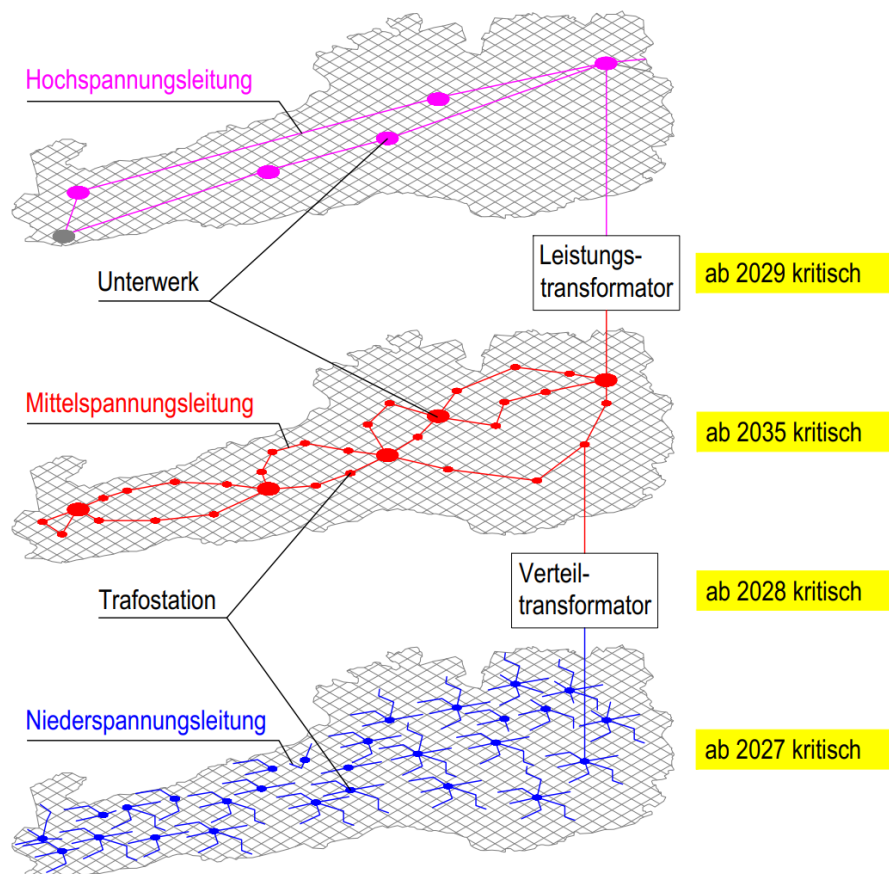 Hochspannungsleitung
Leistungs-
transformator
ab 2029 kritisch
Unterwerk
Mittelspannungsleitung
ab 2035 kritisch
Verteil-
transformator
ab 2028 kritisch
Trafostation
Niederspannungsleitung
ab 2027 kritisch